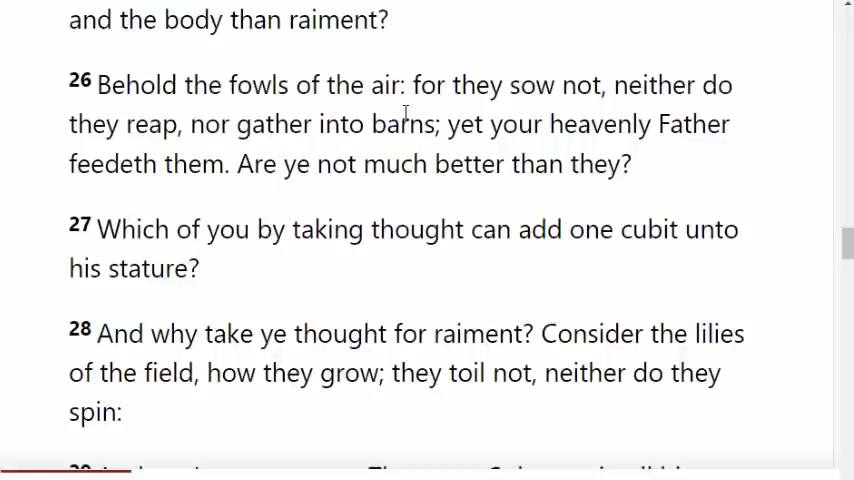 and the body than raiment?
26 Behold the fowls of the air: for they sow not, neither do
they reap, nor gather into barns; yet your heavenly Father
feedeth them. Are ye not much better than they?
27 Which of you by taking thought can add one cubit unto
his stature?
28 And why take ye thought for raiment? Consider the lilies
of the field, how they grow; they toil not, neither do they
spin: